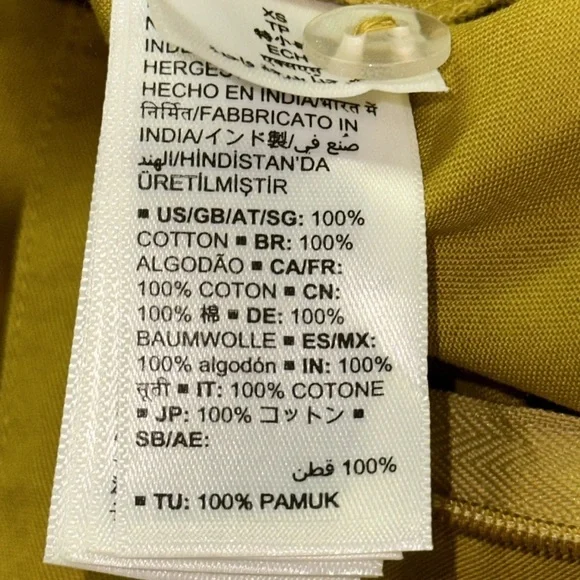 XS
TP
ECH
INDE
HERGES
HECHO EN INDIA/भारत में
निर्मित/FABBRICATO IN
INDIA/インド製/صُنع في
الهند/HİNDİSTAN'DA
ÜRETİLMİŞTİR
▪ US/GB/AT/SG: 100%
COTTON ▪ BR: 100%
ALGODÃO ▪ CA/FR:
100% COTON ▪ CN:
100% 棉 ▪ DE: 100%
BAUMWOLLE ▪ ES/MX:
100% algodón ▪ IN: 100%
सूती ▪ IT: 100% COTONE
▪ JP: 100% コットン ▪
SB/AE:
100% قطن
▪ TU: 100% PAMUK